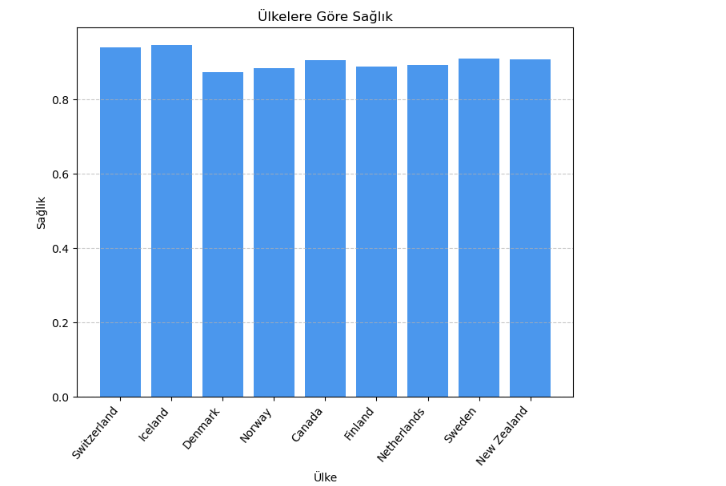 Ülkelere Göre Sağlık
Sağlık
0.8
0.6
0.4
0.2
0.0
Switzerland
Iceland
Denmark
Norway
Canada
Finland
Netherlands
Sweden
New Zealand
Ülke